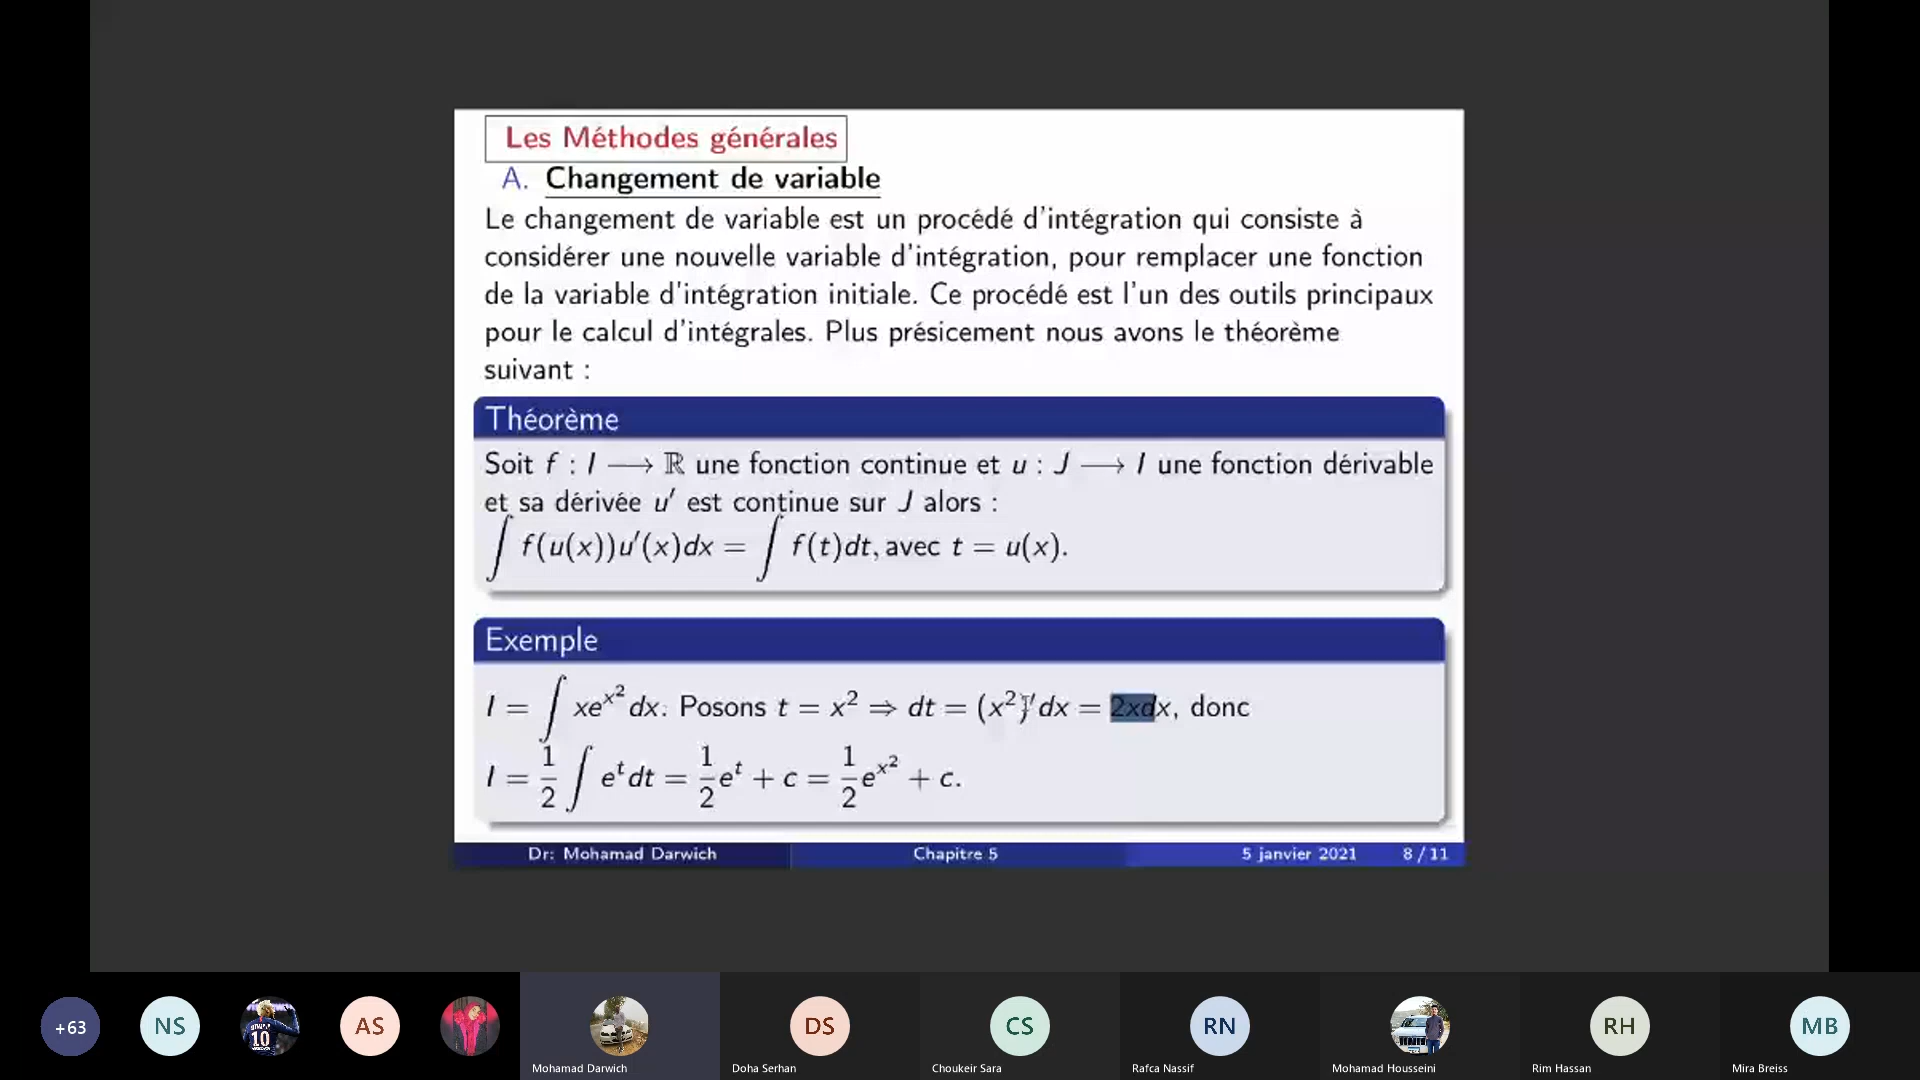 Les Méthodes générales
A. Changement de variable
Le changement de variable est un procédé d'intégration qui consiste à
considérer une nouvelle variable d'intégration, pour remplacer une fonction
de la variable d'intégration initiale. Ce procédé est l'un des outils principaux
pour le calcul d'intégrales. Plus présicement nous avons le théorème
suivant :
Théorème
Soit f : I ⟶ ℝ une fonction continue et u : J ⟶ I une fonction dérivable
et sa dérivée u′ est continue sur J alors :
∫ f(u(x))u′(x)dx = ∫ f(t)dt, avec t = u(x).
Exemple
I = ∫ xe^{x²} dx. Posons t = x² ⇒ dt = (x²)′dx = 2xdx, donc
I = 1/2 ∫ e^t dt = 1/2 e^t + c = 1/2 e^{x²} + c.
Dr: Mohamad Darwich Chapitre 5 5 janvier 2021 8 / 11
+63 NS 10 AS DS CS RN RH MB
Mohamad Darwich Doha Serhan Choukeir Sara Rafca Nassif Mohamad Housseini Rim Hassan Mira Breiss